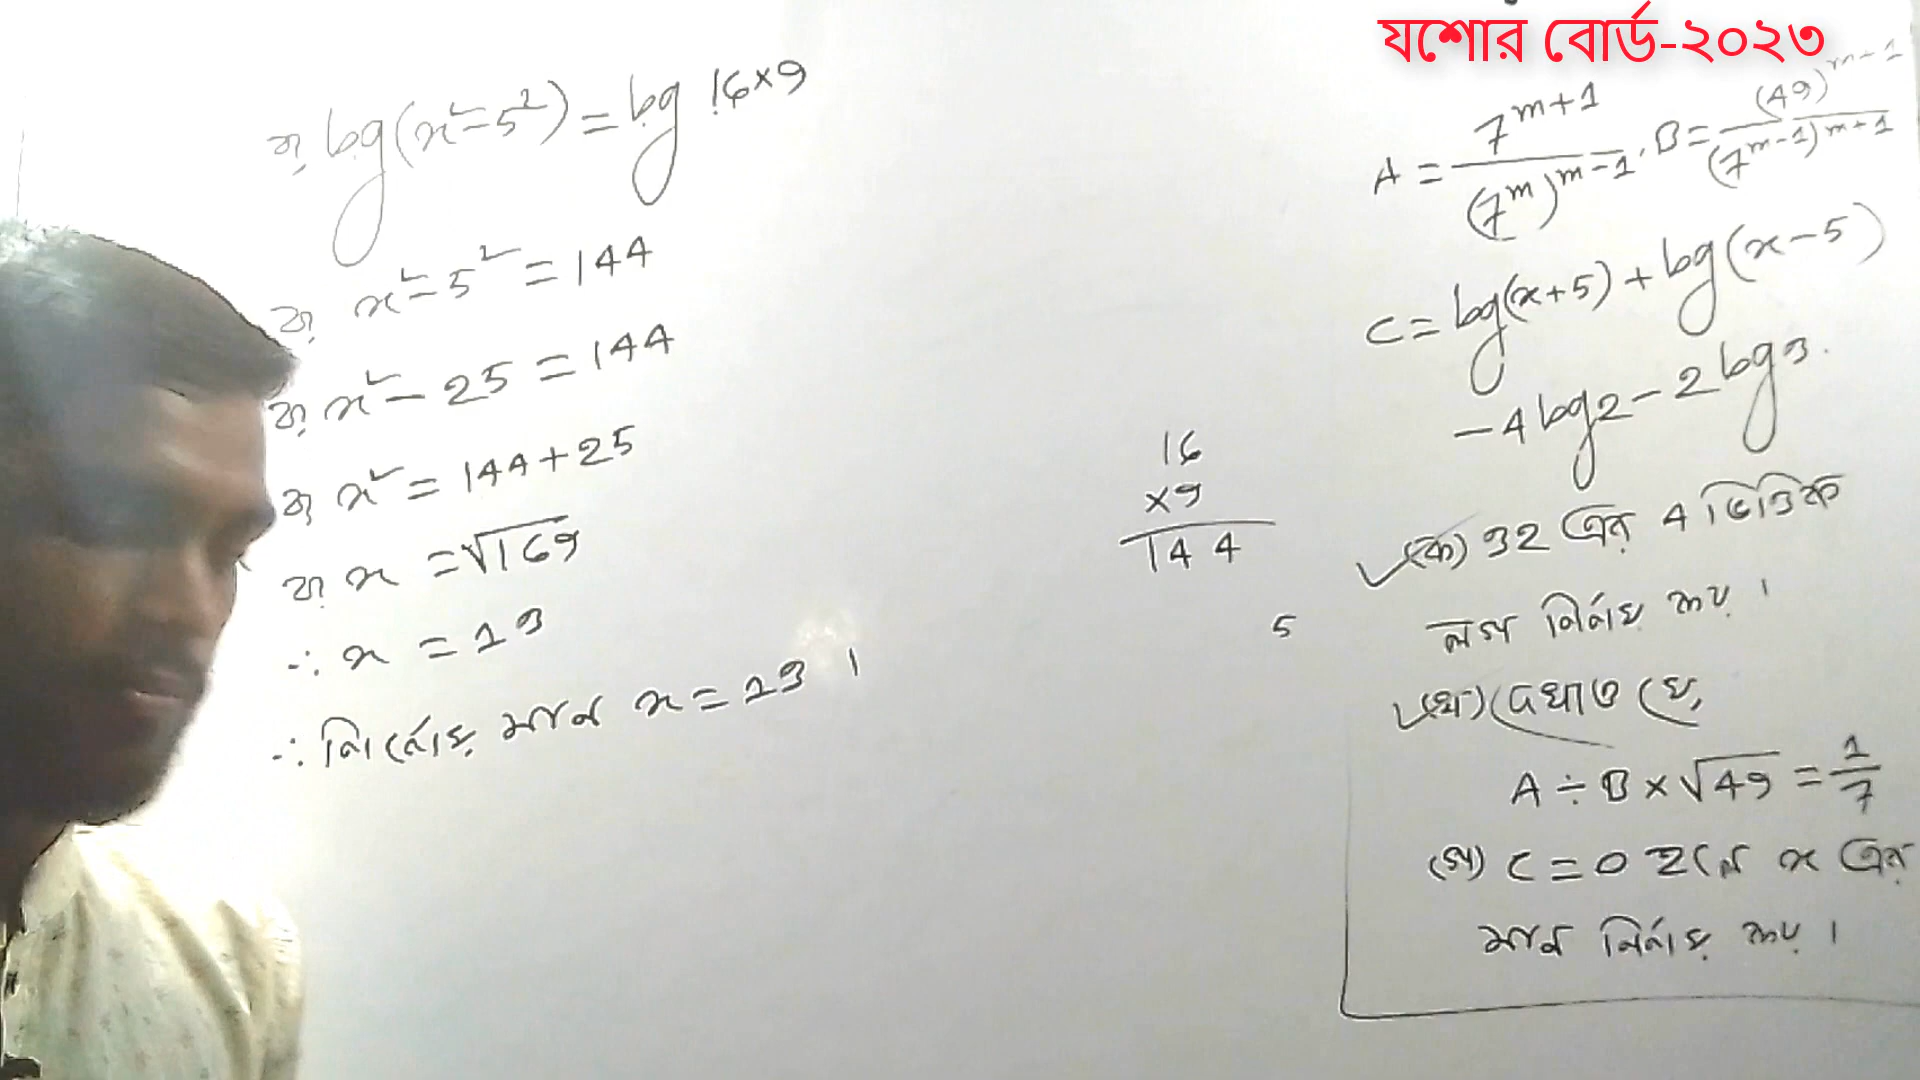 যশোর বোর্ড-২০২৩
বা, log(x²-5²) = log 16×9
বা, x²-5² = 144
বা, x² - 25 = 144
বা, x² = 144+25
বা, x = √169
∴ x = 13
∴ নির্ণেয় মান x = 13।
16
×9
144
5
A = 7^(m+1)/(7^m)^(m-1), B = (49)^(m+1)/(7^(m-1))^(m+1)
C = log(x+5) + log(x-5)
-4log2 - 2log3.
(ক) 32 এর 4 ভিত্তিক
লগ নির্ণয় কর।
(খ) দেখাও যে,
A ÷ B × √49 = 1/7
(গ) C = 0 হলে x এর
মান নির্ণয় কর।